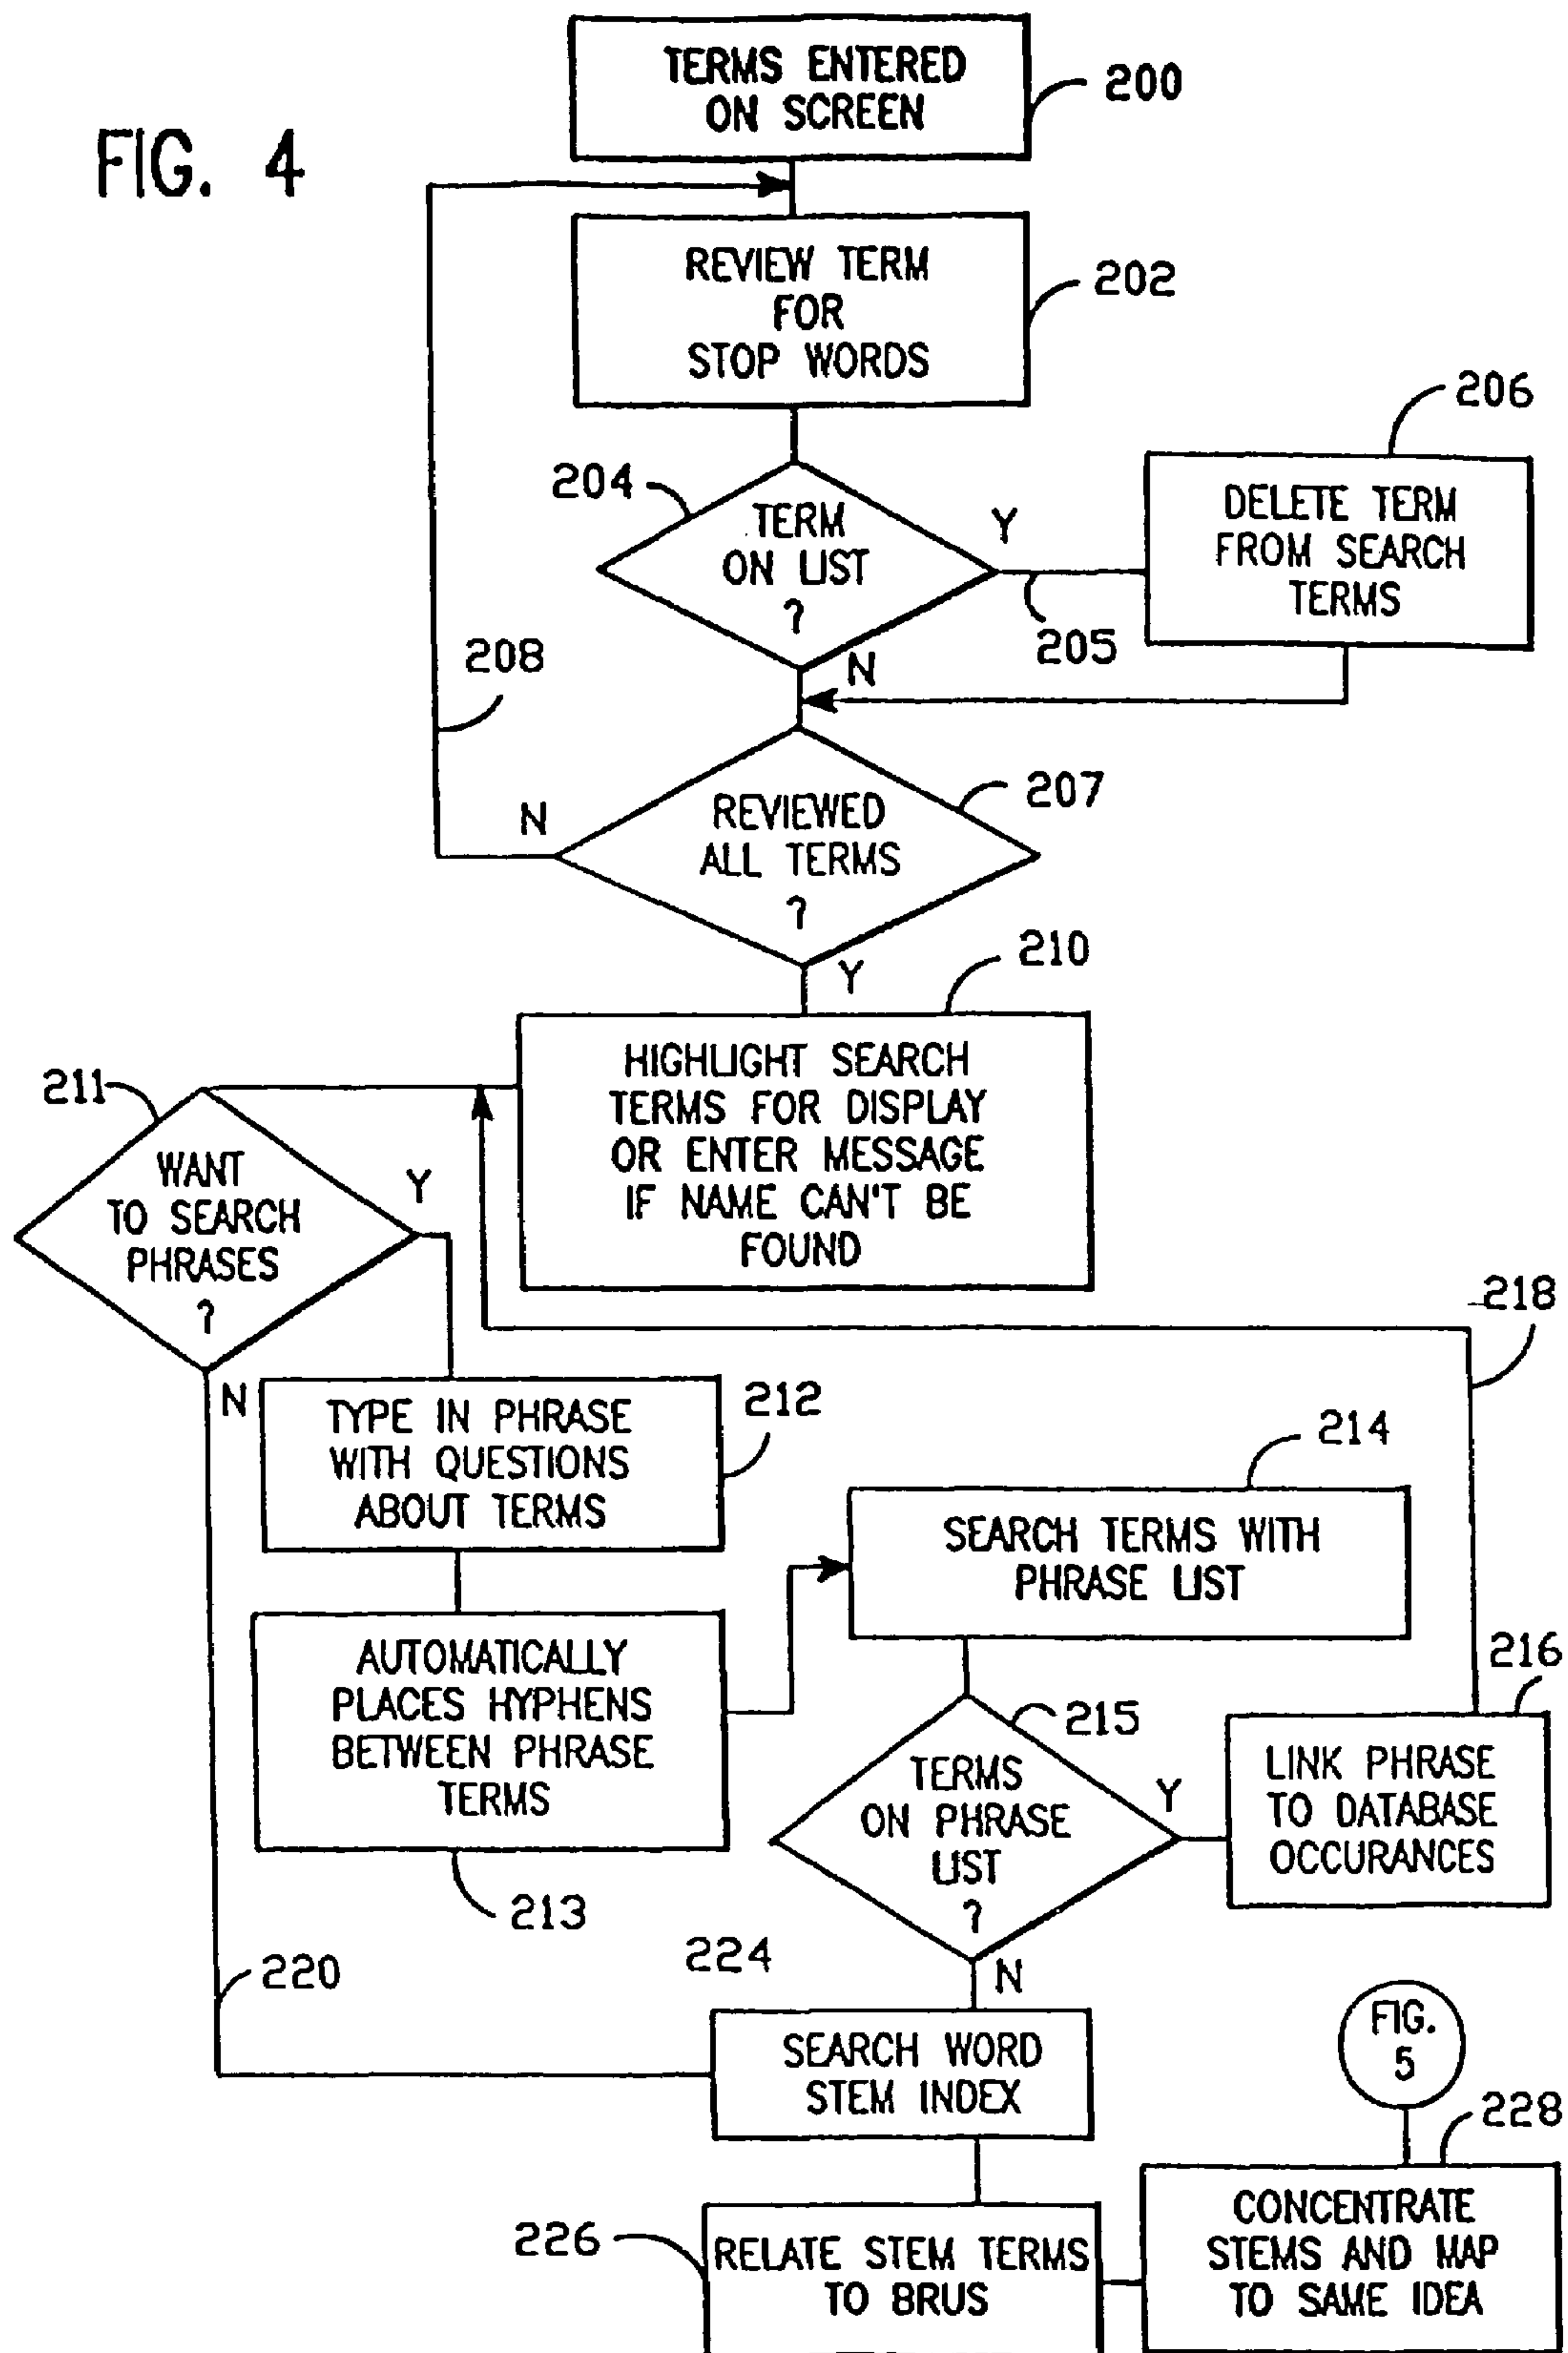 FIG. 4
TERMS ENTERED
ON SCREEN
200
REVIEW TERM
FOR
STOP WORDS
202
204
TERM
ON LIST
?
Y
205
206
DELETE TERM
FROM SEARCH
TERMS
N
208
207
REVIEWED
ALL TERMS
?
N
Y
210
HIGHLIGHT SEARCH
TERMS FOR DISPLAY
OR ENTER MESSAGE
IF NAME CAN'T BE
FOUND
211
WANT
TO SEARCH
PHRASES
?
Y
N
218
TYPE IN PHRASE
WITH QUESTIONS
ABOUT TERMS
212
214
SEARCH TERMS WITH
PHRASE LIST
AUTOMATICALLY
PLACES HYPHENS
BETWEEN PHRASE
TERMS
213
215
TERMS
ON PHRASE
LIST
?
Y
216
LINK PHRASE
TO DATABASE
OCCURANCES
N
220
224
SEARCH WORD
STEM INDEX
FIG.
5
226
RELATE STEM TERMS
TO BRUS
228
CONCENTRATE
STEMS AND MAP
TO SAME IDEA